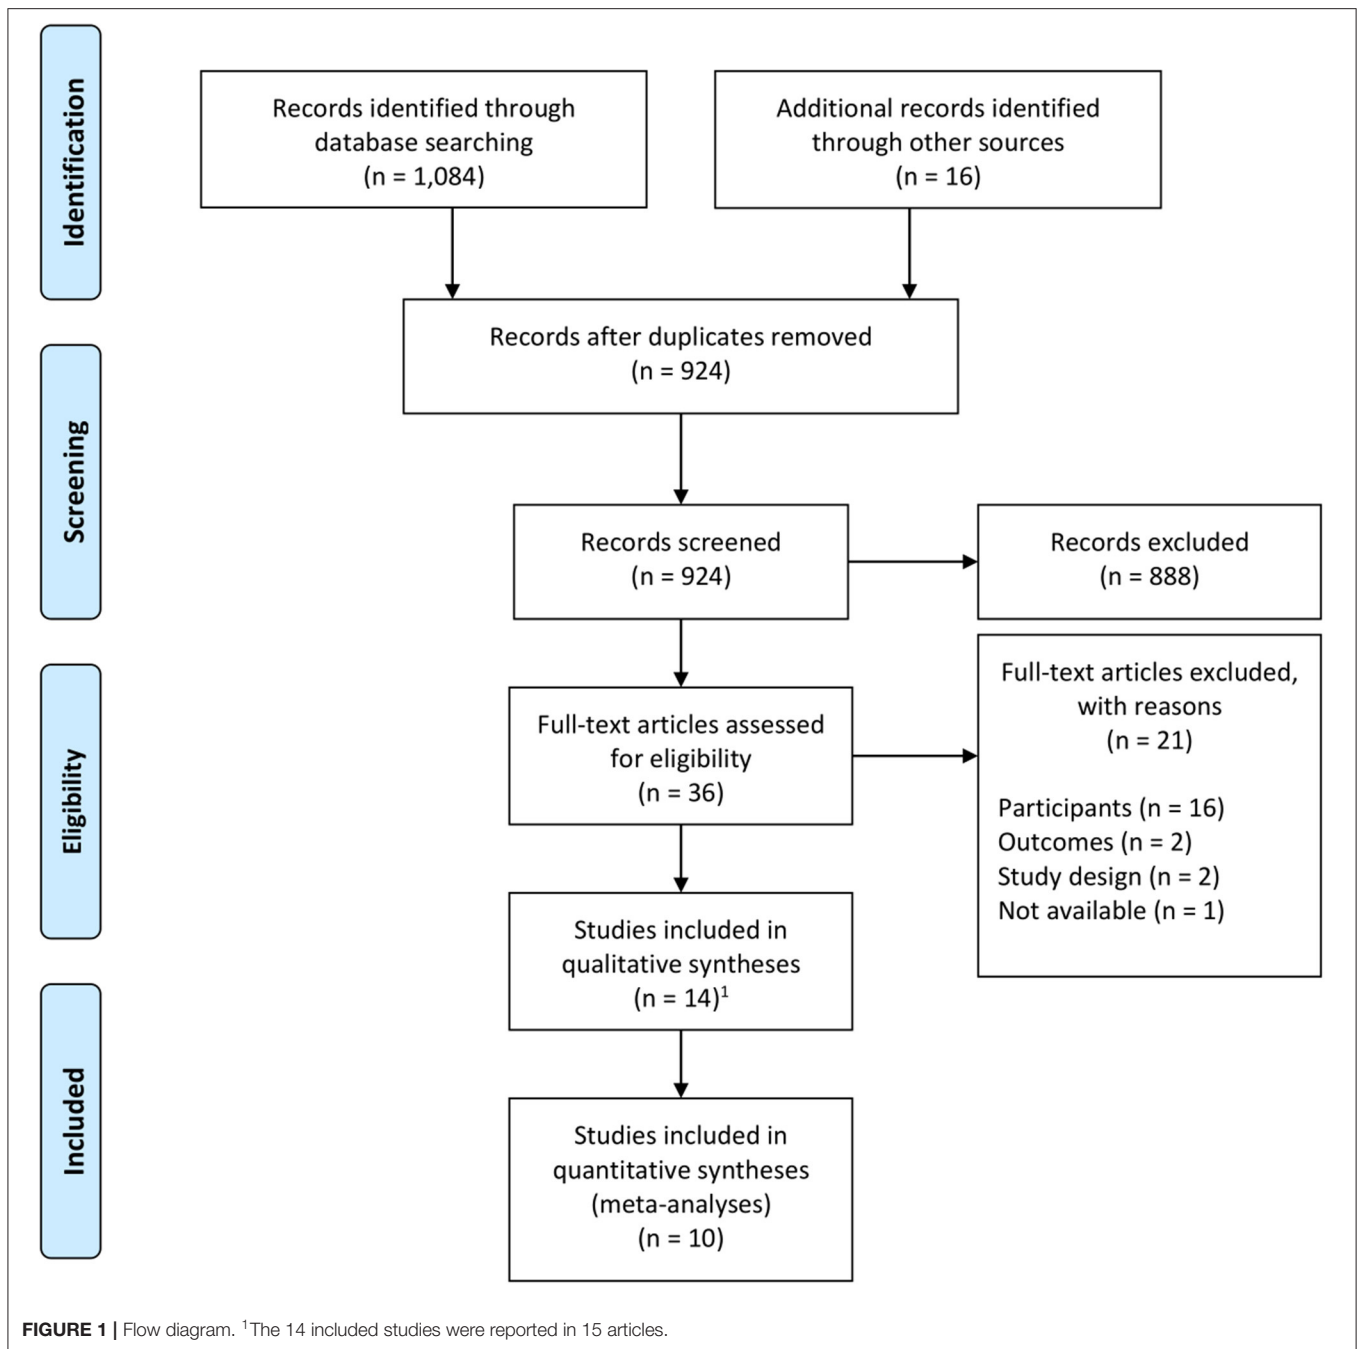 Identification
Records identified through
database searching
(n = 1,084)
Additional records identified
through other sources
(n = 16)
Records after duplicates removed
(n = 924)
Screening
Records screened
(n = 924)
Records excluded
(n = 888)
Eligibility
Full-text articles assessed
for eligibility
(n = 36)
Full-text articles excluded,
with reasons
(n = 21)
Participants (n = 16)
Outcomes (n = 2)
Study design (n = 2)
Not available (n = 1)
Studies included in
qualitative syntheses
(n = 14)¹
Included
Studies included in
quantitative syntheses
(meta-analyses)
(n = 10)
FIGURE 1 | Flow diagram. ¹The 14 included studies were reported in 15 articles.